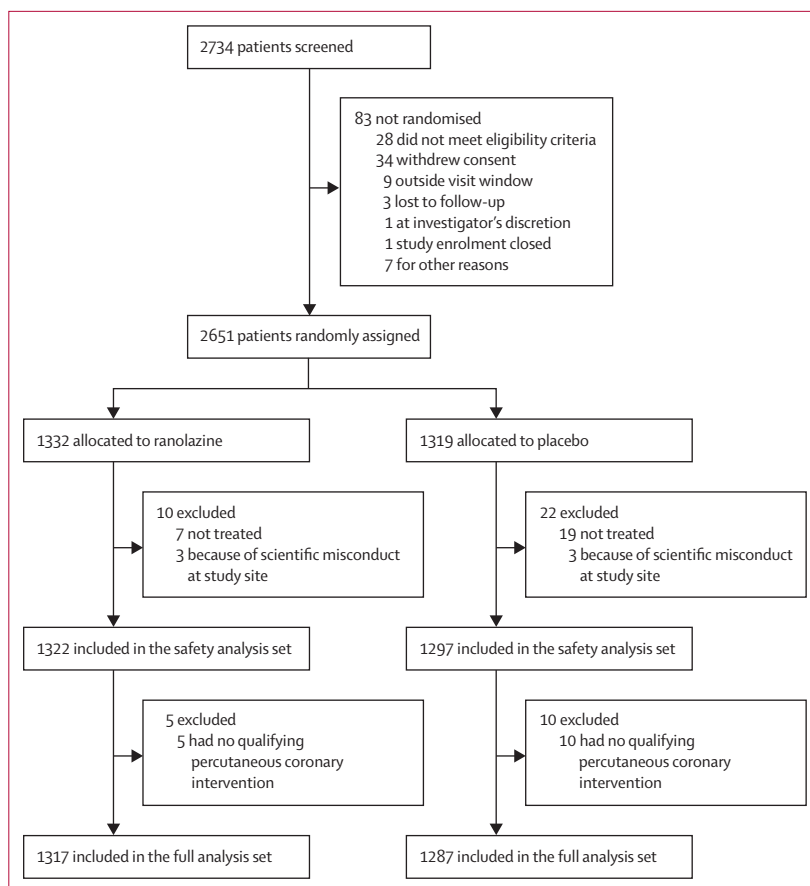 2734 patients screened
83 not randomised
28 did not meet eligibility criteria
34 withdrew consent
9 outside visit window
3 lost to follow-up
1 at investigator's discretion
1 study enrolment closed
7 for other reasons
2651 patients randomly assigned
1332 allocated to ranolazine
1319 allocated to placebo
10 excluded
7 not treated
3 because of scientific misconduct
at study site
22 excluded
19 not treated
3 because of scientific misconduct
at study site
1322 included in the safety analysis set
1297 included in the safety analysis set
5 excluded
5 had no qualifying
percutaneous coronary
intervention
10 excluded
10 had no qualifying
percutaneous coronary
intervention
1317 included in the full analysis set
1287 included in the full analysis set